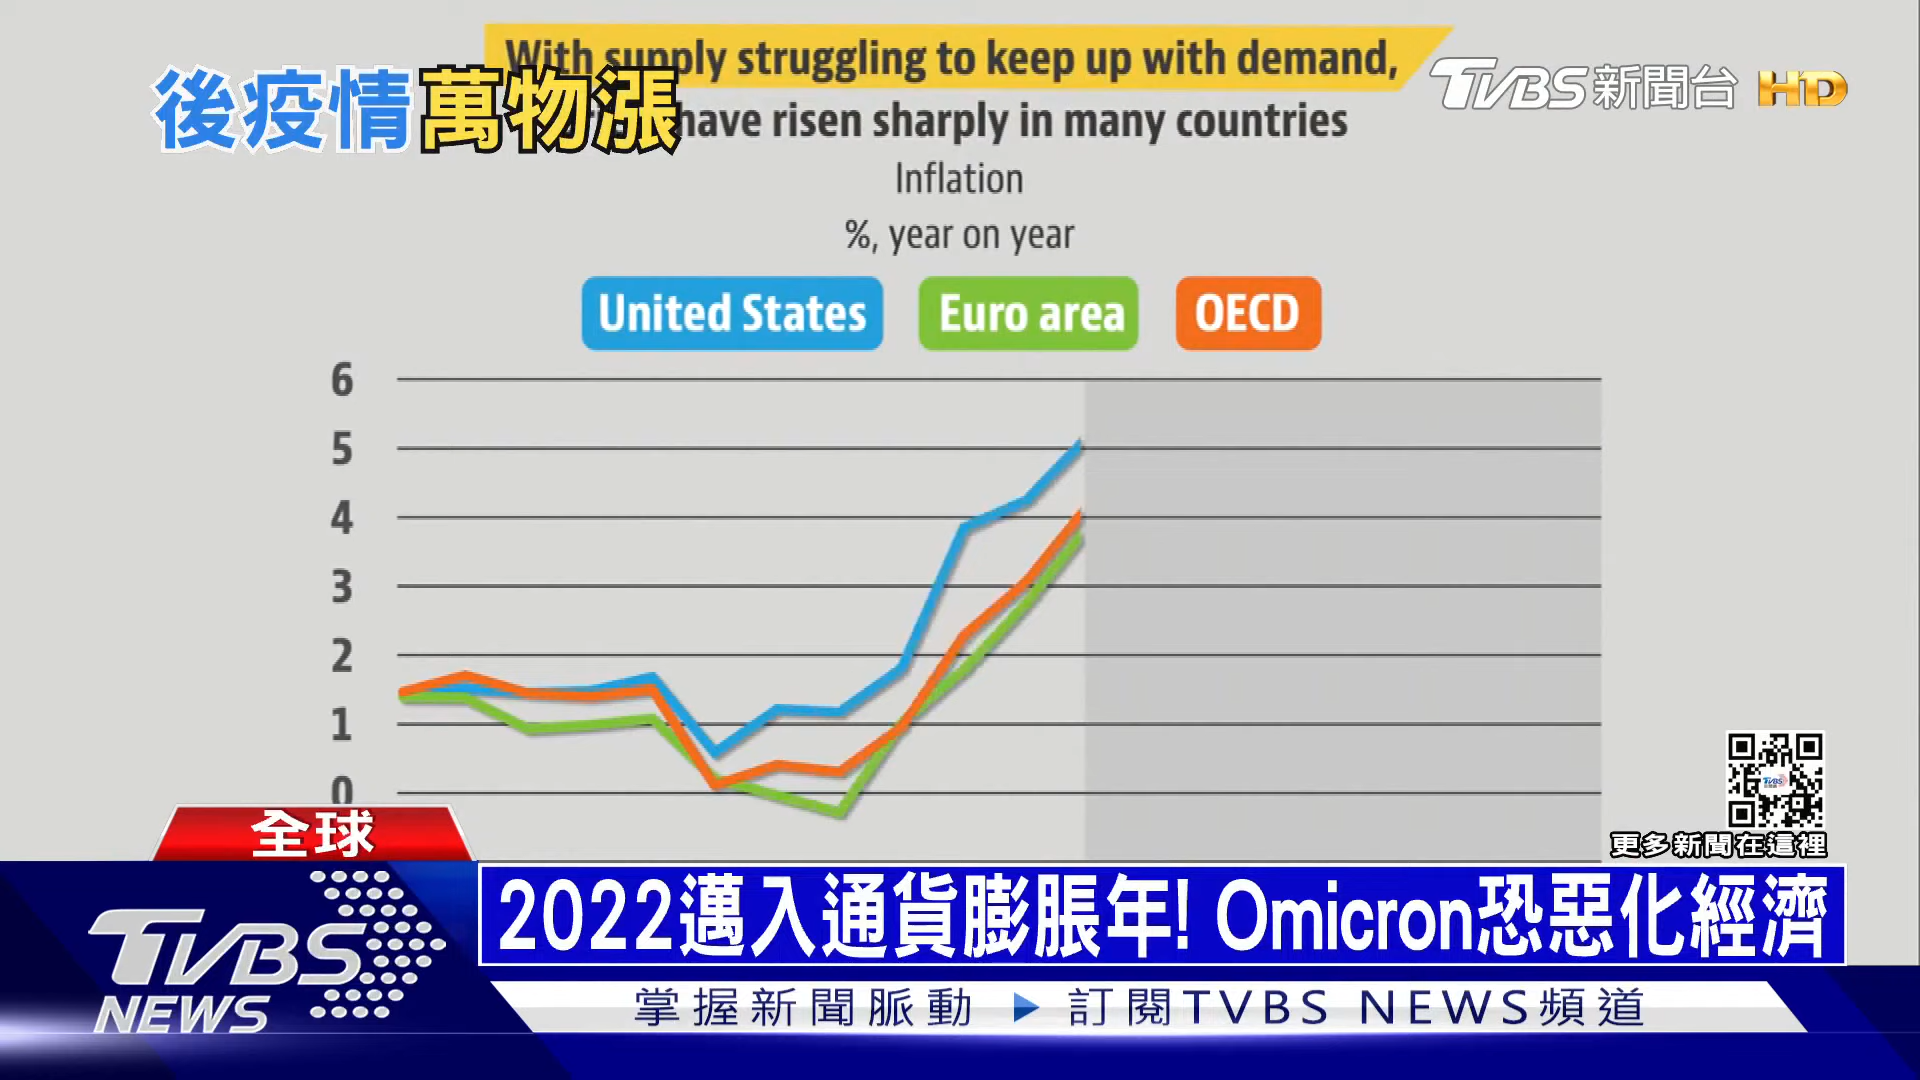 With supply struggling to keep up with demand,
後疫情萬物漲
have risen sharply in many countries
TVBS新聞台 HD
Inflation
%, year on year
United States Euro area OECD
6
5
4
3
2
1
0
TVBS
更多新聞在這裡
全球
2022邁入通貨膨脹年! Omicron恐惡化經濟
TVBS NEWS
掌握新聞脈動 ▶ 訂閱TVBS NEWS頻道